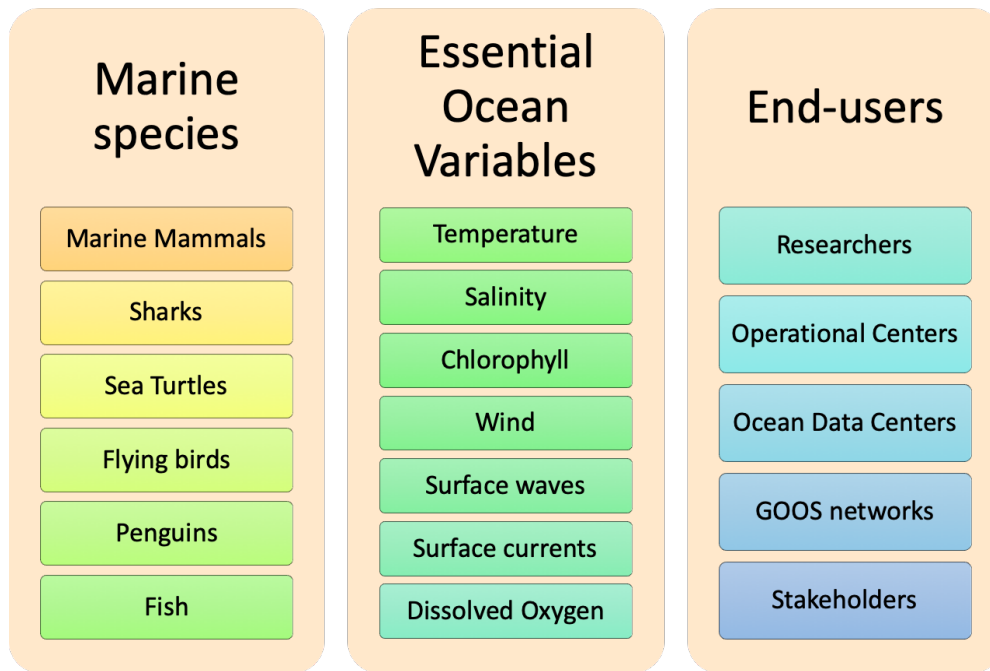 Marine
species
Marine Mammals
Sharks
Sea Turtles
Flying birds
Penguins
Fish
Essential
Ocean
Variables
Temperature
Salinity
Chlorophyll
Wind
Surface waves
Surface currents
Dissolved Oxygen
End-users
Researchers
Operational Centers
Ocean Data Centers
GOOS networks
Stakeholders